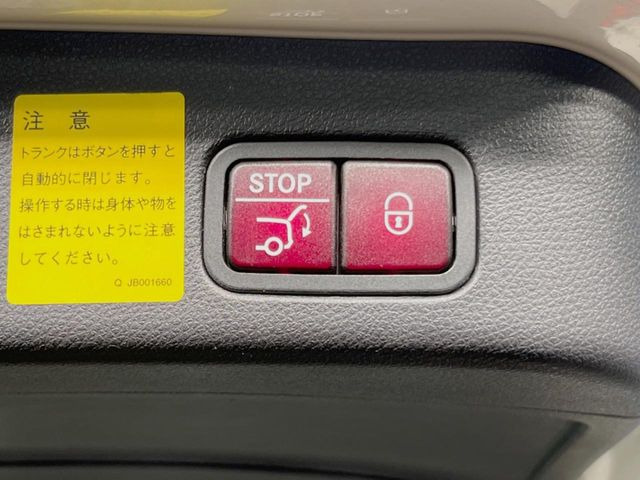 注 意
トランクはボタンを押すと
自動的に閉じます。
操作する時は身体や物を
はさまれないように注意
してください。
Q JB001660
STOP